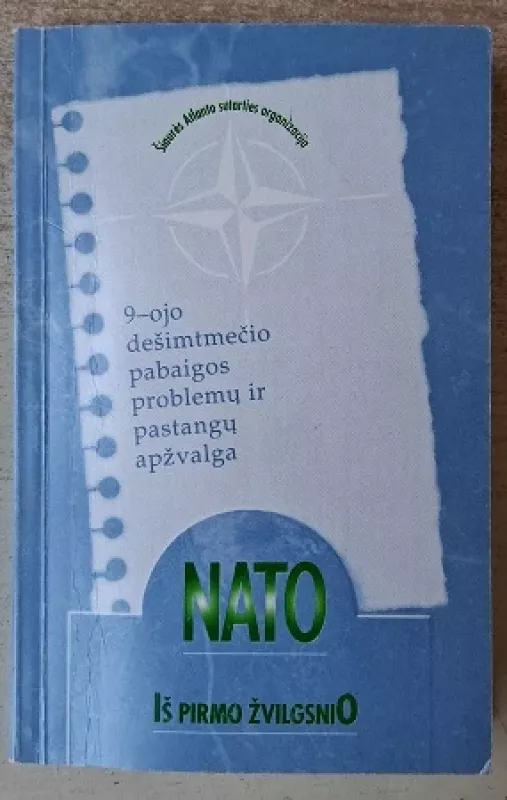 Šiaurės Atlanto sutarties organizacija
9–ojo
dešimtmečio
pabaigos
problemų ir
pastangų
apžvalga
NATO
IŠ PIRMO ŽVILGSNIO